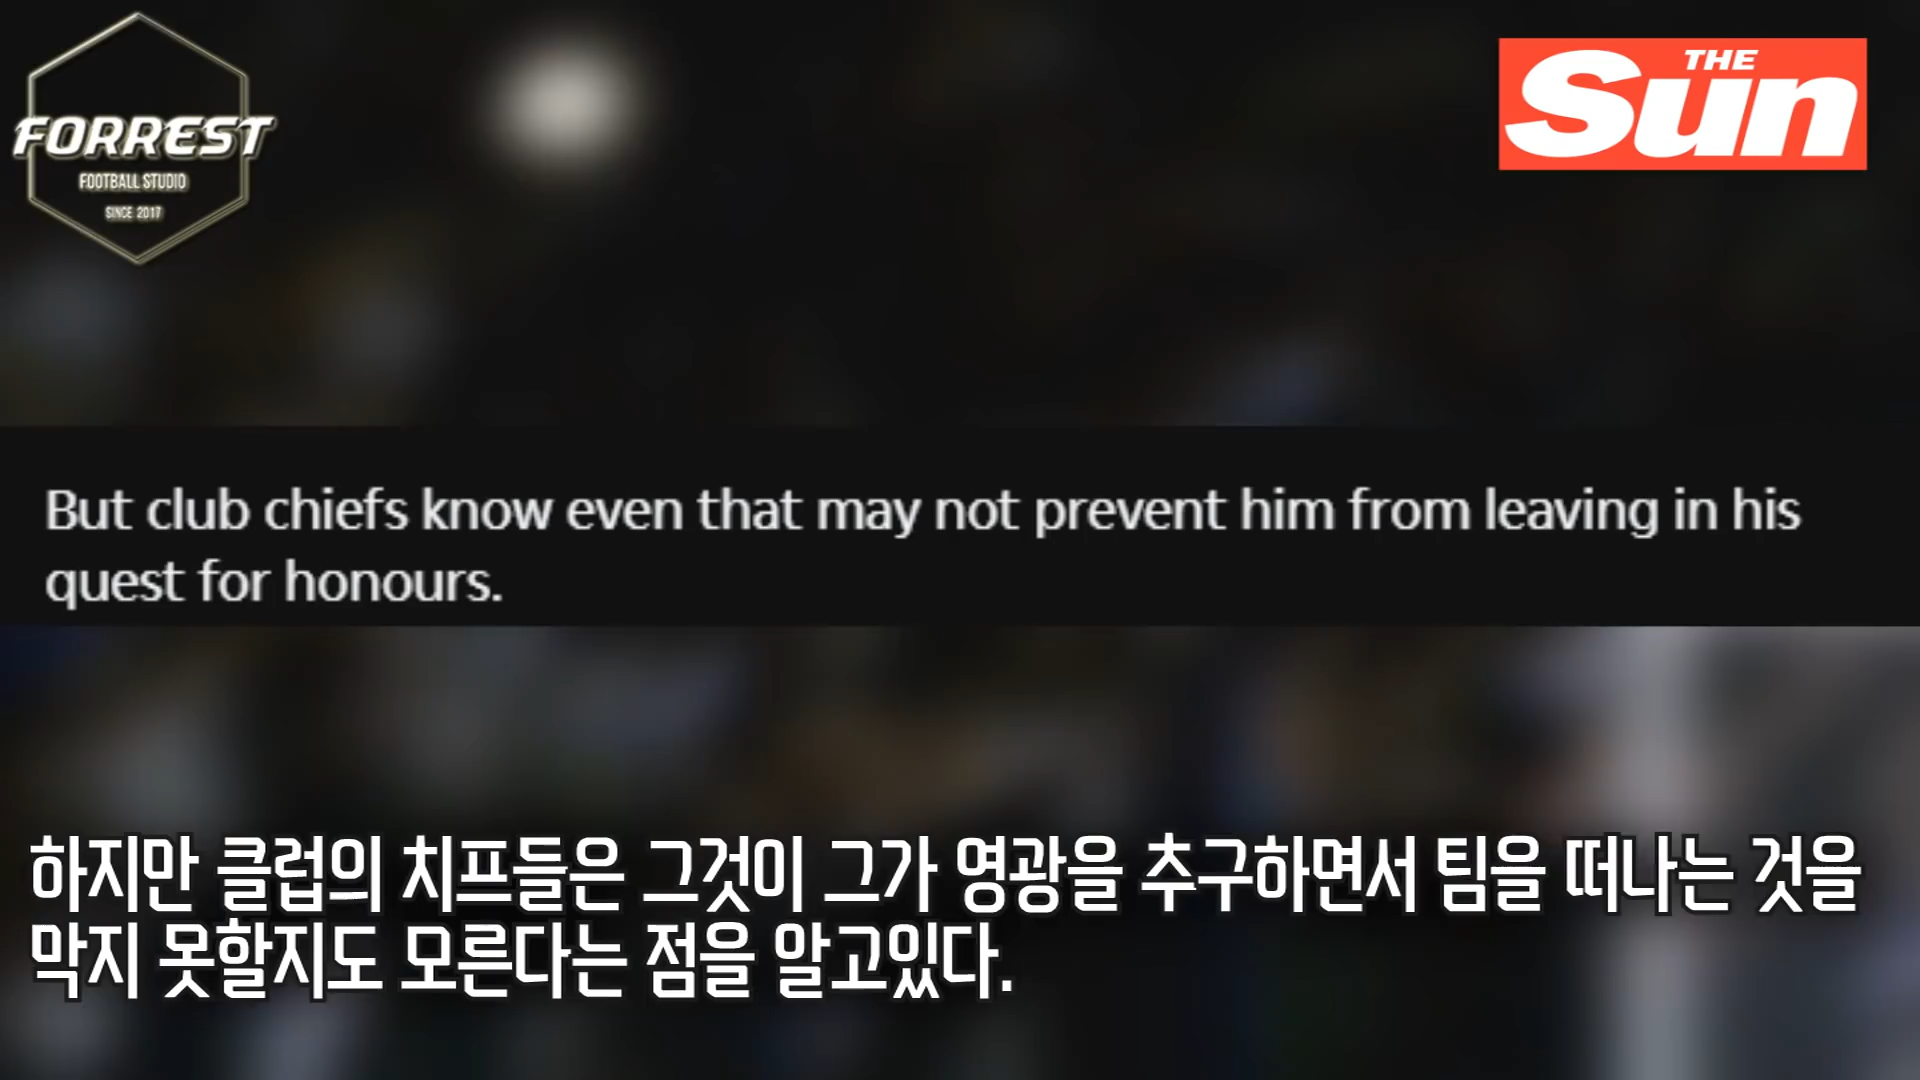 FORREST
FOOTBALL STUDIO
SINCE 2017
THE
Sun
But club chiefs know even that may not prevent him from leaving in his
quest for honours.
하지만 클럽의 치프들은 그것이 그가 영광을 추구하면서 팀을 떠나는 것을
막지 못할지도 모른다는 점을 알고있다.